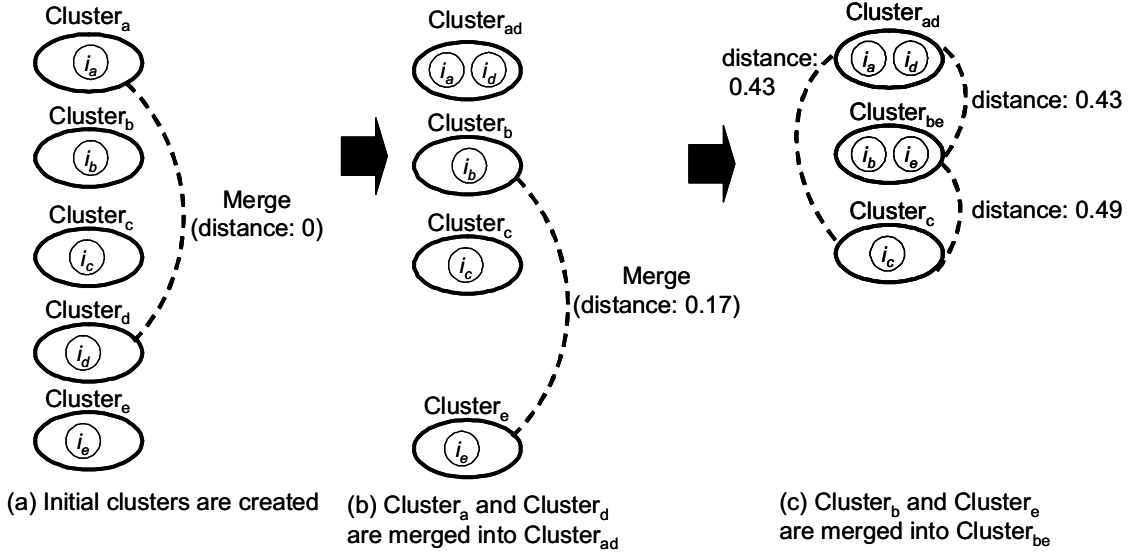 Cluster_a
i_a
Cluster_b
i_b
Cluster_c
i_c
Cluster_d
i_d
Cluster_e
i_e
Merge
(distance: 0)
(a) Initial clusters are created
Cluster_ad
i_a i_d
Cluster_b
i_b
Cluster_c
i_c
Cluster_e
i_e
Merge
(distance: 0.17)
(b) Cluster_a and Cluster_d
are merged into Cluster_ad
Cluster_ad
i_a i_d
Cluster_be
i_b i_e
Cluster_c
i_c
distance:
0.43
distance: 0.43
distance: 0.49
(c) Cluster_b and Cluster_e
are merged into Cluster_be